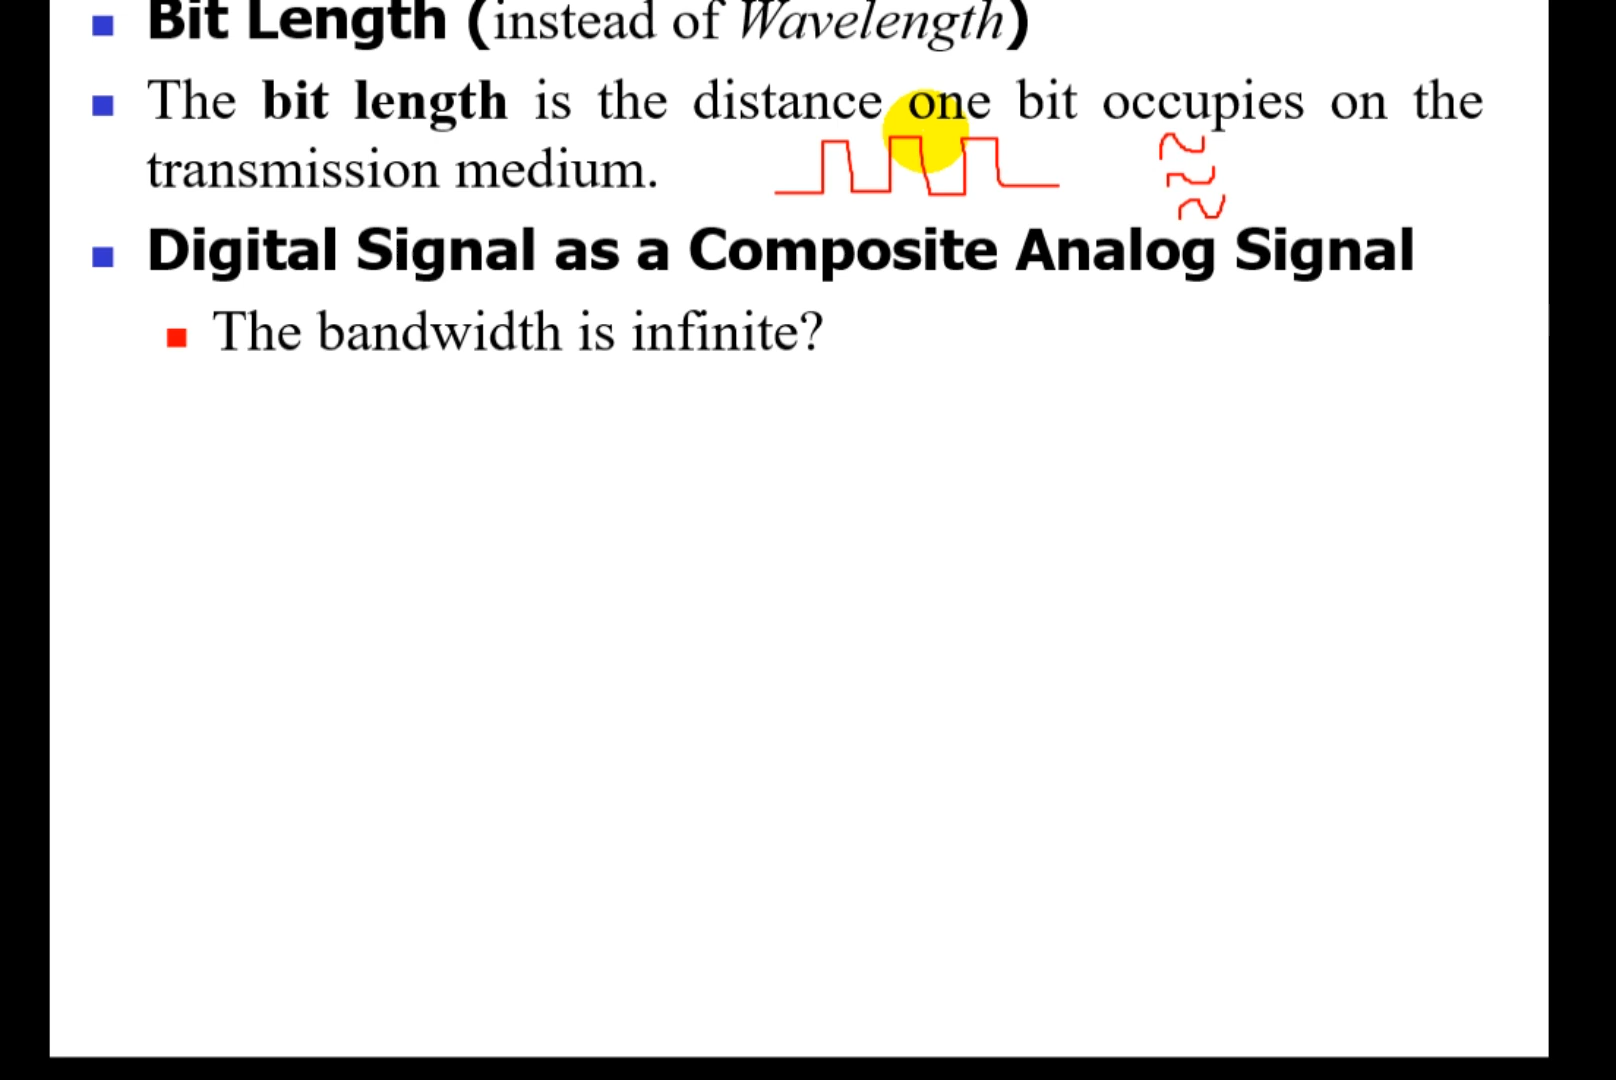 Bit Length (instead of Wavelength)
The bit length is the distance one bit occupies on the
transmission medium.
Digital Signal as a Composite Analog Signal
The bandwidth is infinite?